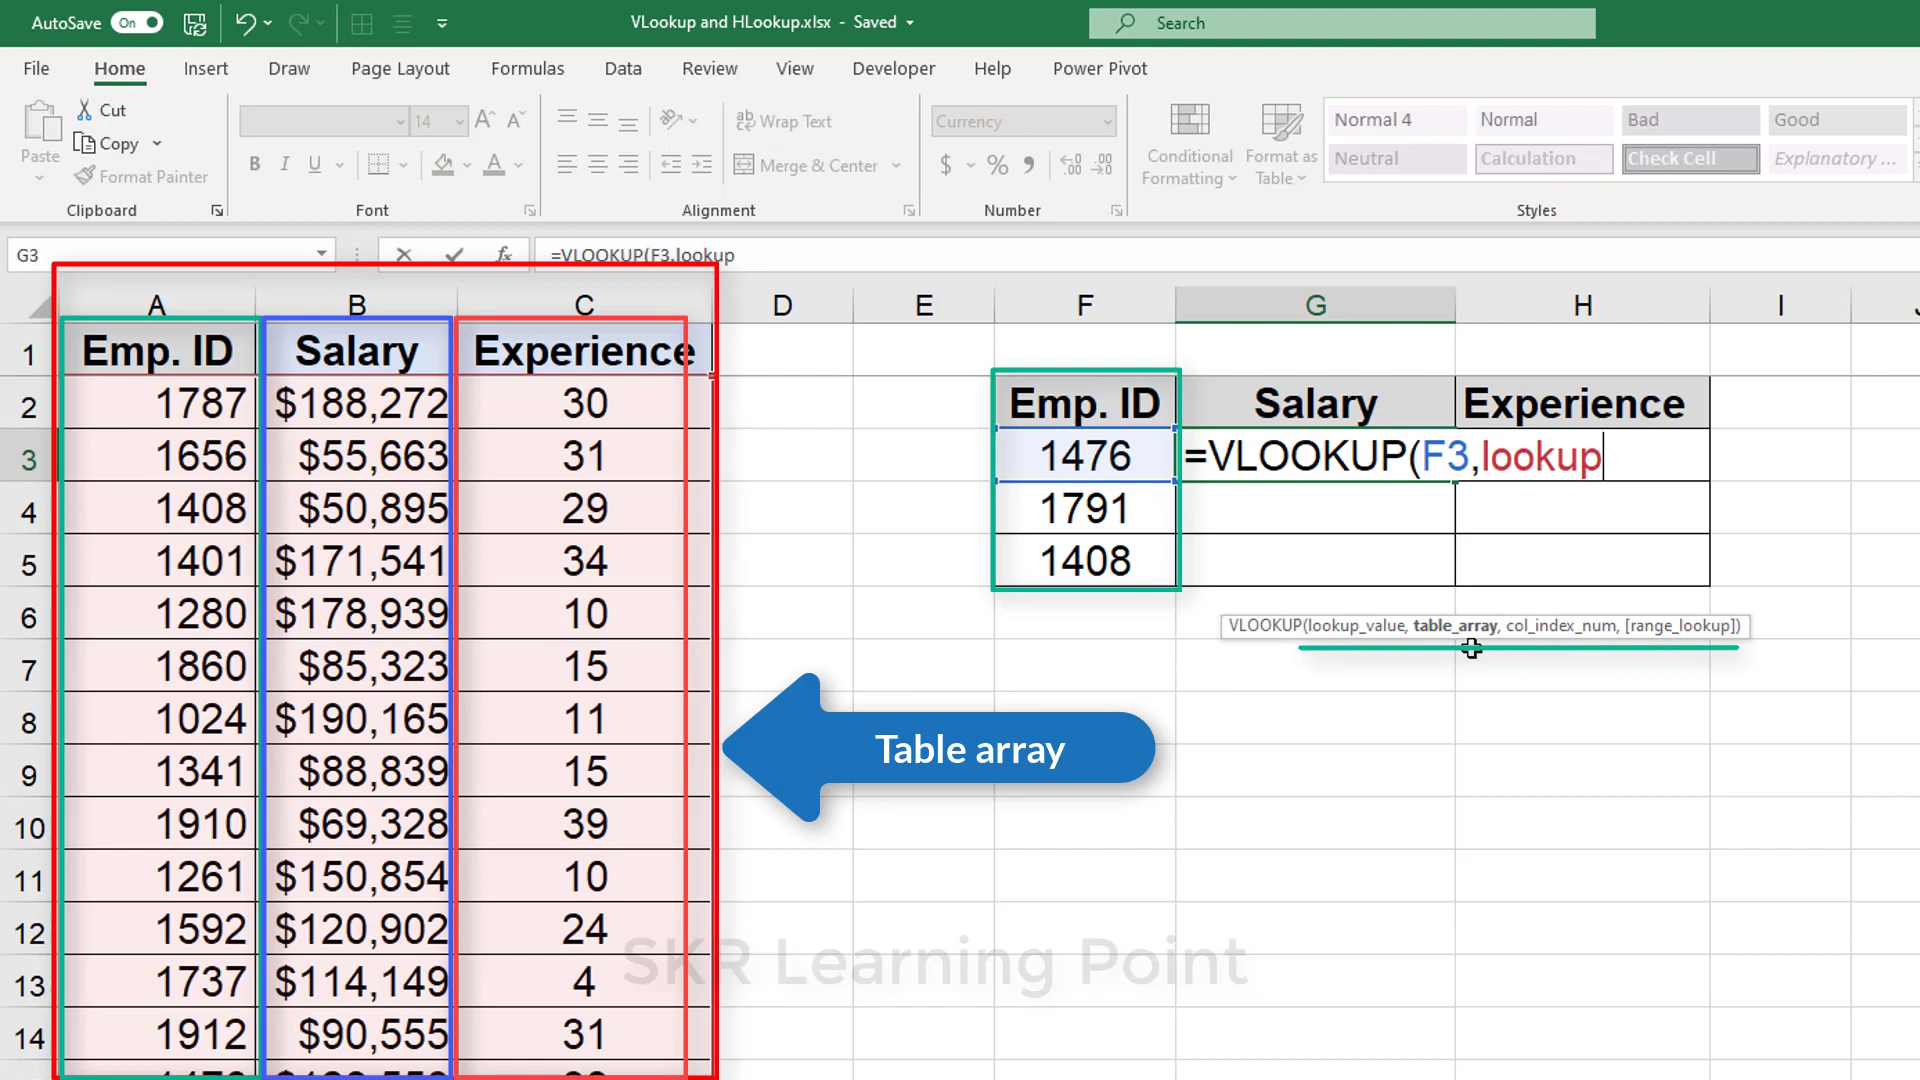 AutoSave On VLookup and HLookup.xlsx - Saved Search
File Home Insert Draw Page Layout Formulas Data Review View Developer Help Power Pivot
Paste Cut Copy Format Painter Clipboard
14 B I U Font
Wrap Text Merge & Center Alignment
Currency $ % Number
Conditional Formatting Format as Table
Normal 4 Normal Bad Good
Neutral Calculation Check Cell Explanatory ...
Styles
G3 fx =VLOOKUP(F3,lookup
A B C D E F G H I
1 Emp. ID Salary Experience
2 1787 $188,272 30 Emp. ID Salary Experience
3 1656 $55,663 31 1476 =VLOOKUP(F3,lookup
4 1408 $50,895 29 1791
5 1401 $171,541 34 1408
6 1280 $178,939 10
VLOOKUP(lookup_value, table_array, col_index_num, [range_lookup])
7 1860 $85,323 15
8 1024 $190,165 11
Table array
9 1341 $88,839 15
10 1910 $69,328 39
11 1261 $150,854 10
12 1592 $120,902 24
SKR Learning Point
13 1737 $114,149 4
14 1912 $90,555 31